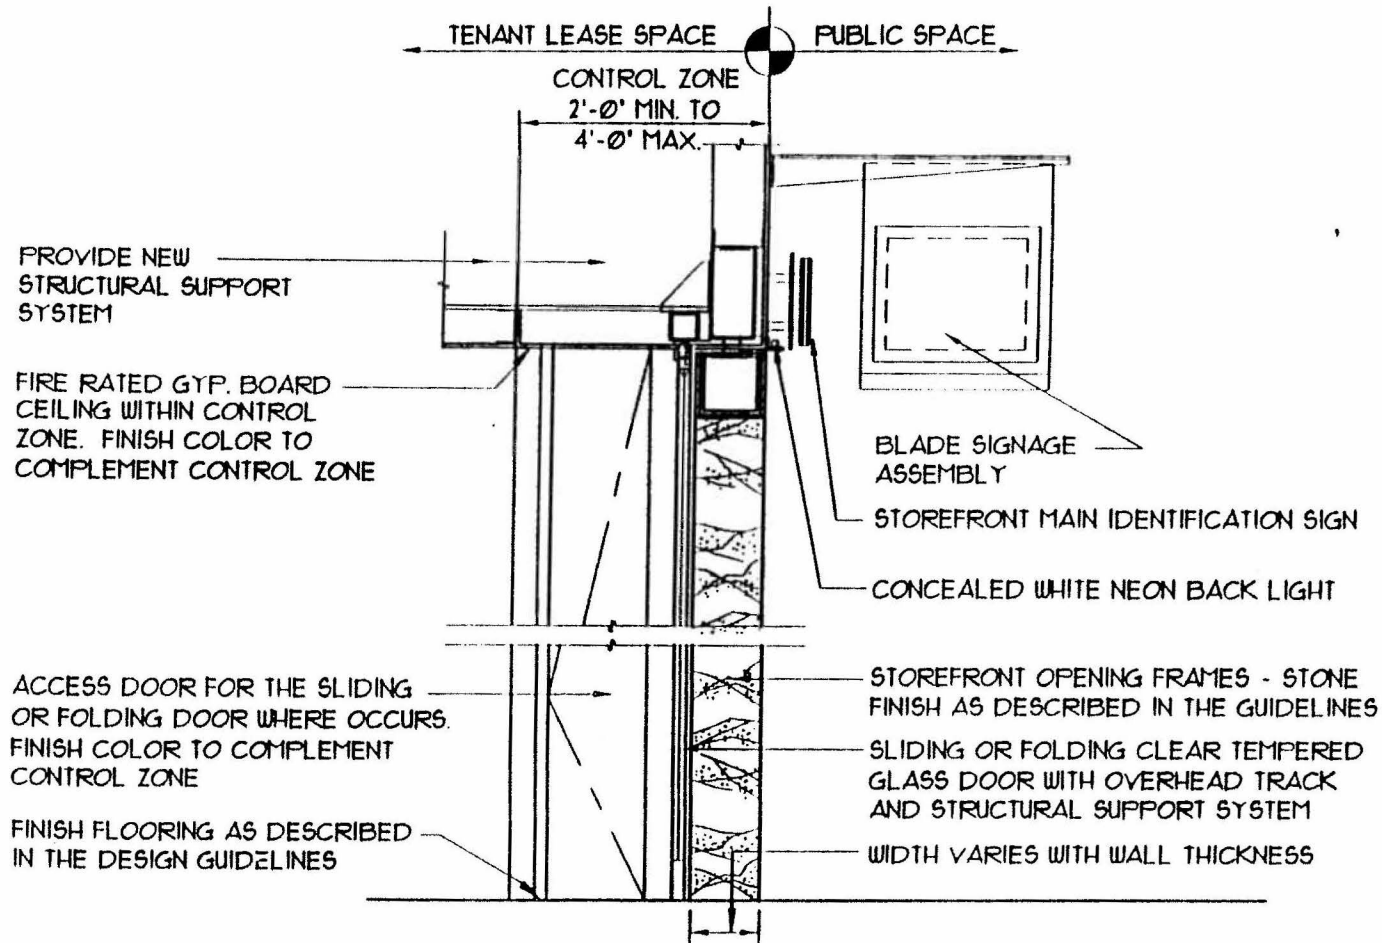 TENANT LEASE SPACE
PUBLIC SPACE
CONTROL ZONE
2'-0" MIN. TO
4'-0" MAX.
PROVIDE NEW
STRUCTURAL SUPPORT
SYSTEM
FIRE RATED GYP. BOARD
CEILING WITHIN CONTROL
ZONE. FINISH COLOR TO
COMPLEMENT CONTROL ZONE
BLADE SIGNAGE
ASSEMBLY
STOREFRONT MAIN IDENTIFICATION SIGN
CONCEALED WHITE NEON BACK LIGHT
ACCESS DOOR FOR THE SLIDING
OR FOLDING DOOR WHERE OCCURS.
FINISH COLOR TO COMPLEMENT
CONTROL ZONE
FINISH FLOORING AS DESCRIBED
IN THE DESIGN GUIDELINES
STOREFRONT OPENING FRAMES - STONE
FINISH AS DESCRIBED IN THE GUIDELINES
SLIDING OR FOLDING CLEAR TEMPERED
GLASS DOOR WITH OVERHEAD TRACK
AND STRUCTURAL SUPPORT SYSTEM
WIDTH VARIES WITH WALL THICKNESS